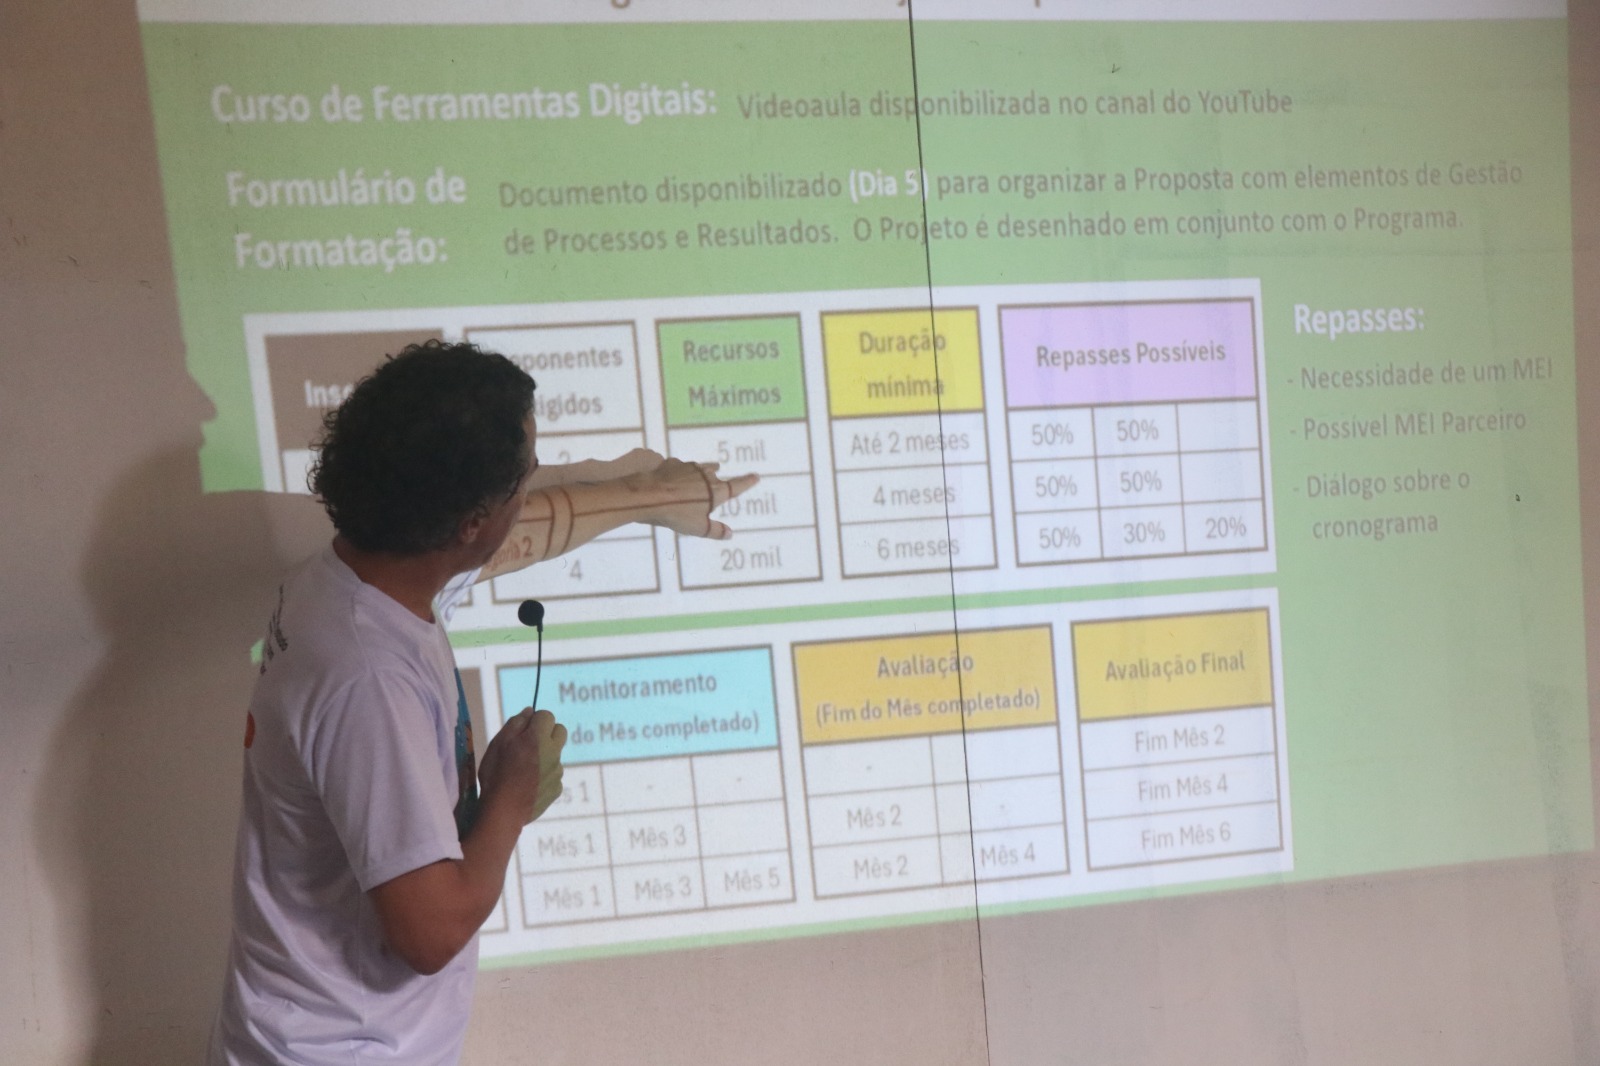 Curso de Ferramentas Digitais: Videoaula disponibilizada no canal do YouTube
Formulário de
Formatação:
Documento disponibilizado (Dia 5) para organizar a Proposta com elementos de Gestão
de Processos e Resultados. O Projeto é desenhado em conjunto com o Programa.
Recursos
Máximos
5 mil
10 mil
20 mil
4
Duração
mínima
Até 2 meses
4 meses
6 meses
Repasses Possíveis
50% 50%
50% 50%
50% 30% 20%
Repasses:
- Necessidade de um MEI
- Possível MEI Parceiro
- Diálogo sobre o
cronograma
Monitoramento
do Mês completado)
- -
Mês 1 Mês 3
Mês 1 Mês 3 Mês 5
Avaliação
(Fim do Mês completado)
-
Mês 2 -
Mês 2 Mês 4
Avaliação Final
Fim Mês 2
Fim Mês 4
Fim Mês 6